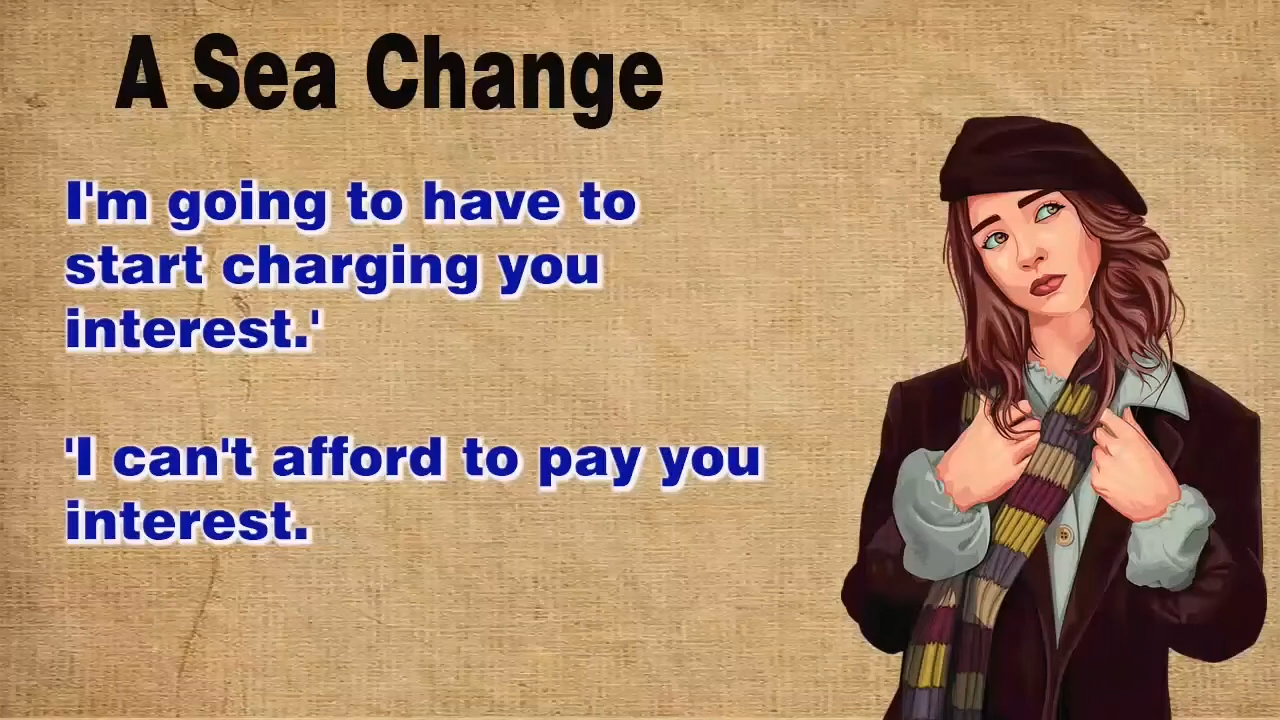 A Sea Change
I'm going to have to
start charging you
interest.'
'I can't afford to pay you
interest.